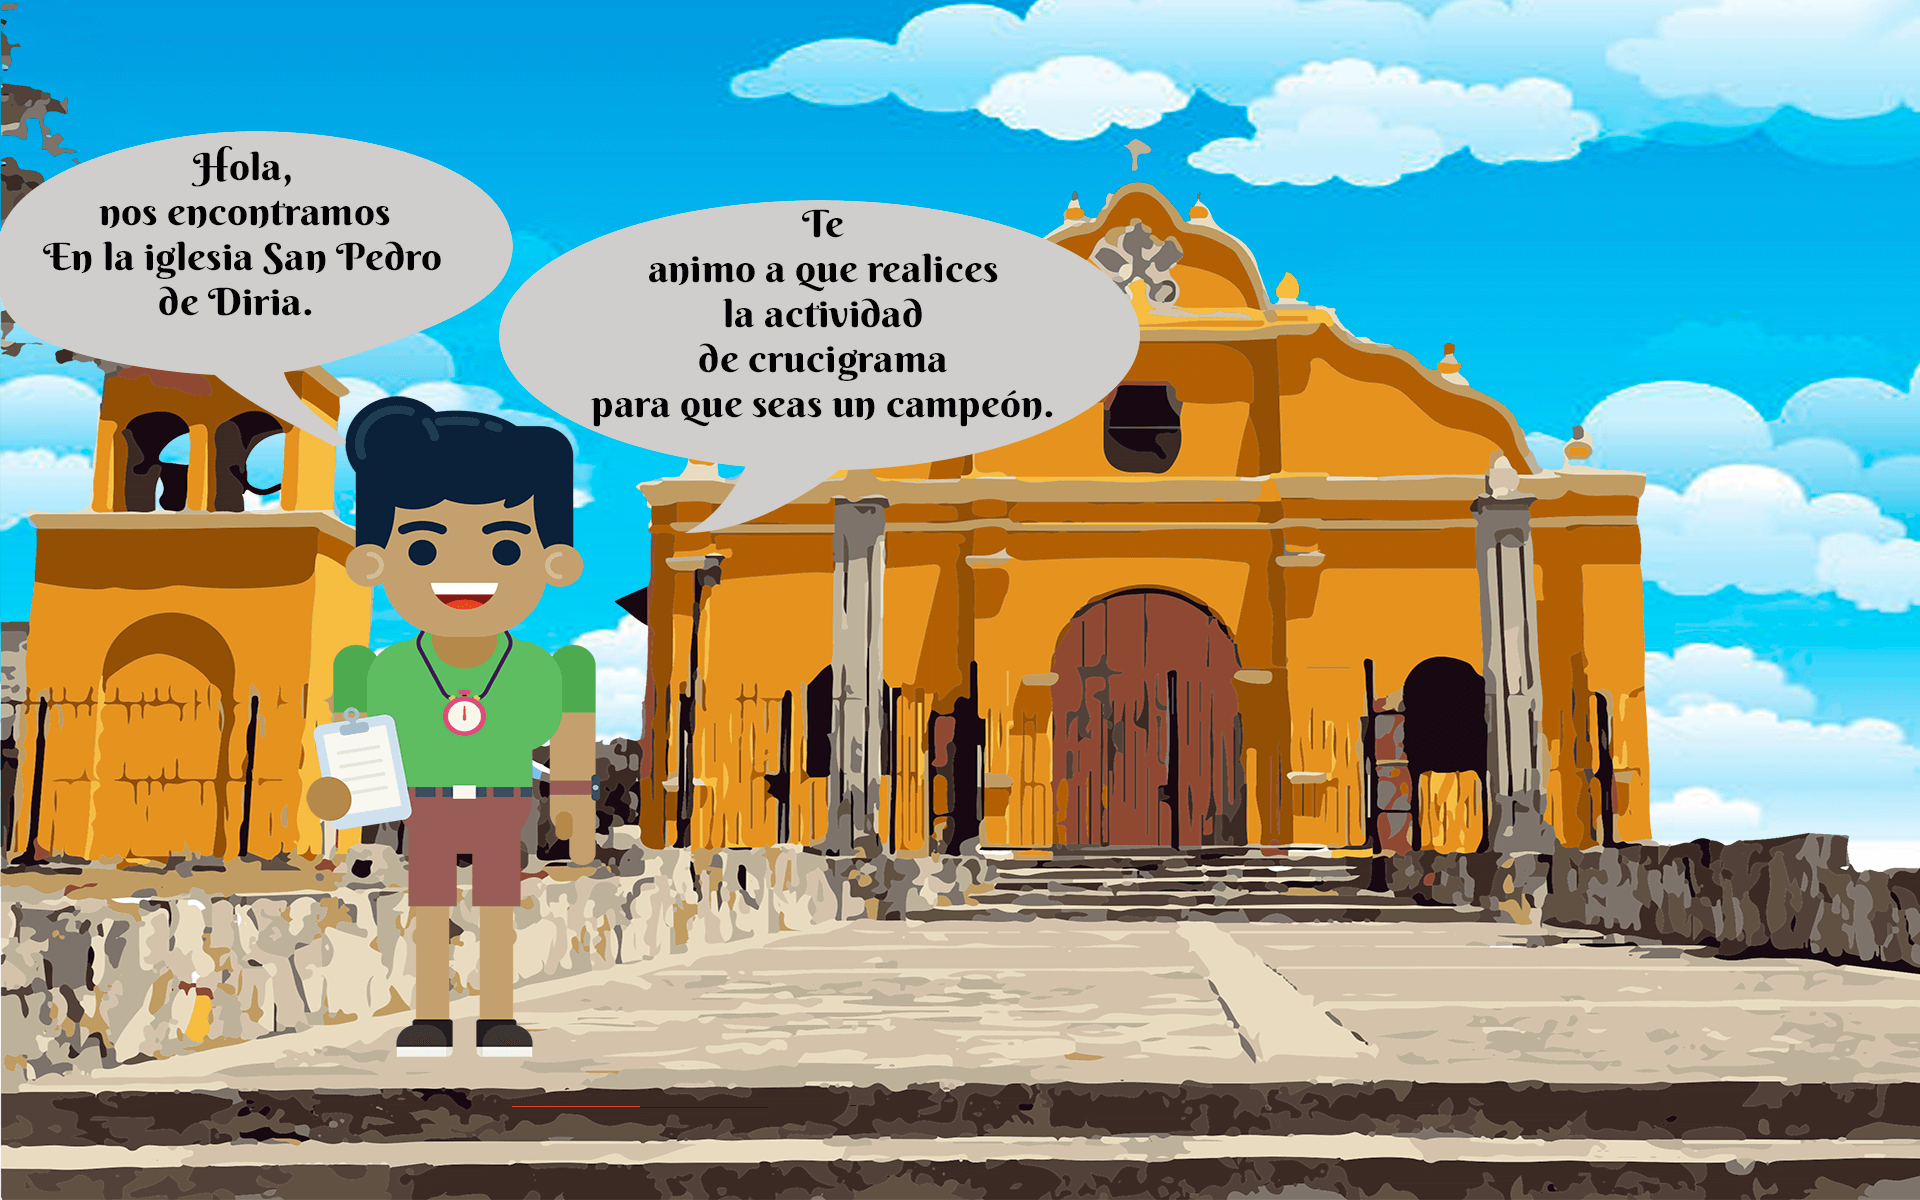 Hola,
nos encontramos
En la iglesia San Pedro
de Diria.
Te
animo a que realices
la actividad
de crucigrama
para que seas un campeón.